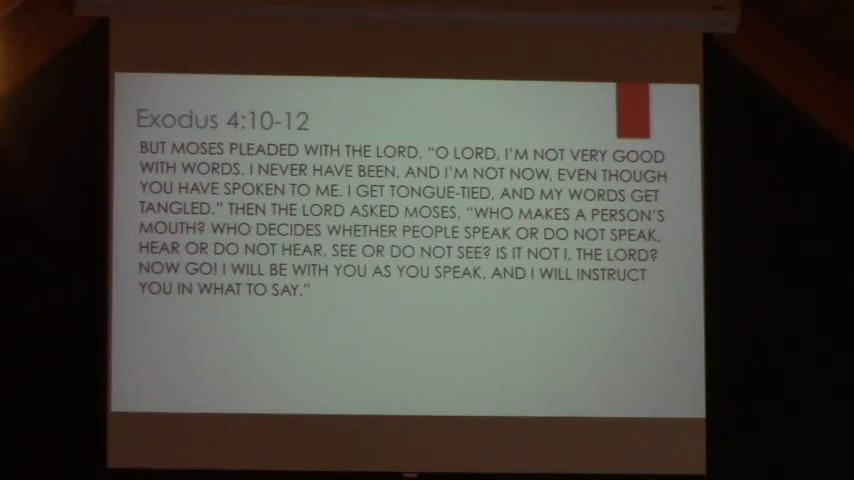 Exodus 4:10-12
BUT MOSES PLEADED WITH THE LORD, “O LORD, I’M NOT VERY GOOD
WITH WORDS. I NEVER HAVE BEEN, AND I’M NOT NOW, EVEN THOUGH
YOU HAVE SPOKEN TO ME. I GET TONGUE-TIED, AND MY WORDS GET
TANGLED.” THEN THE LORD ASKED MOSES, “WHO MAKES A PERSON’S
MOUTH? WHO DECIDES WHETHER PEOPLE SPEAK OR DO NOT SPEAK,
HEAR OR DO NOT HEAR, SEE OR DO NOT SEE? IS IT NOT I, THE LORD?
NOW GO! I WILL BE WITH YOU AS YOU SPEAK, AND I WILL INSTRUCT
YOU IN WHAT TO SAY.”